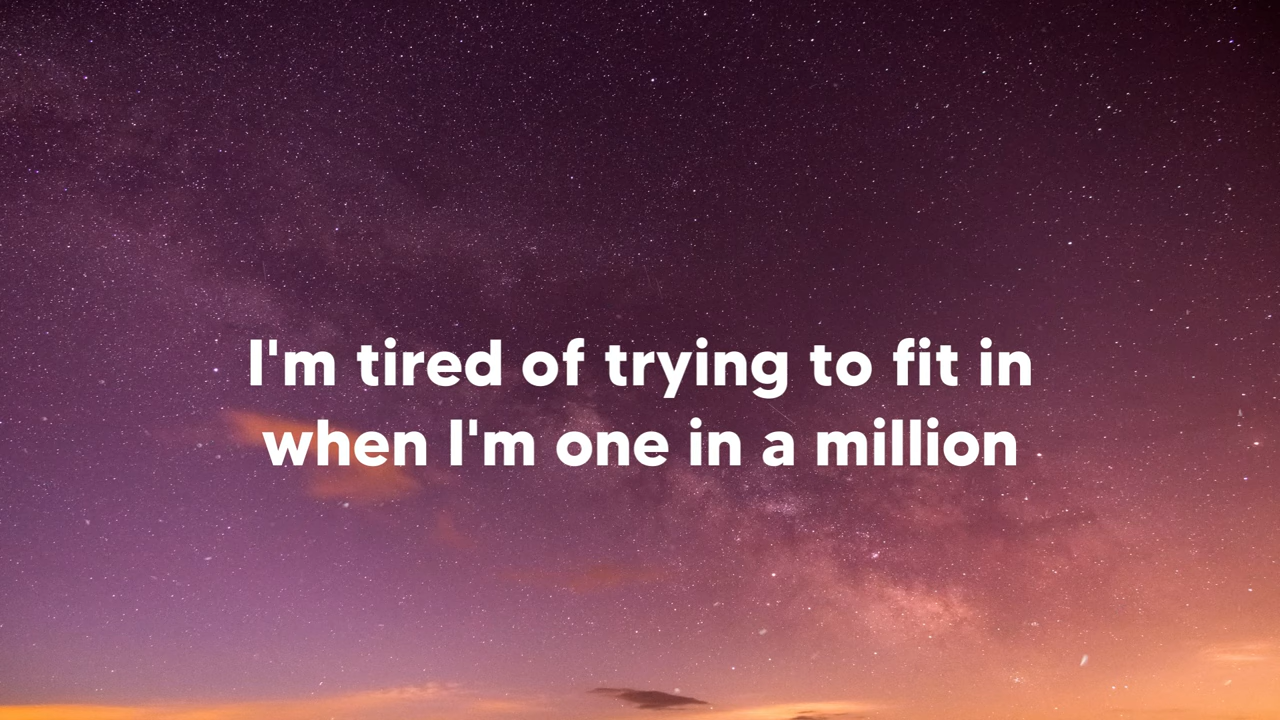 I'm tired of trying to fit in
when I'm one in a million